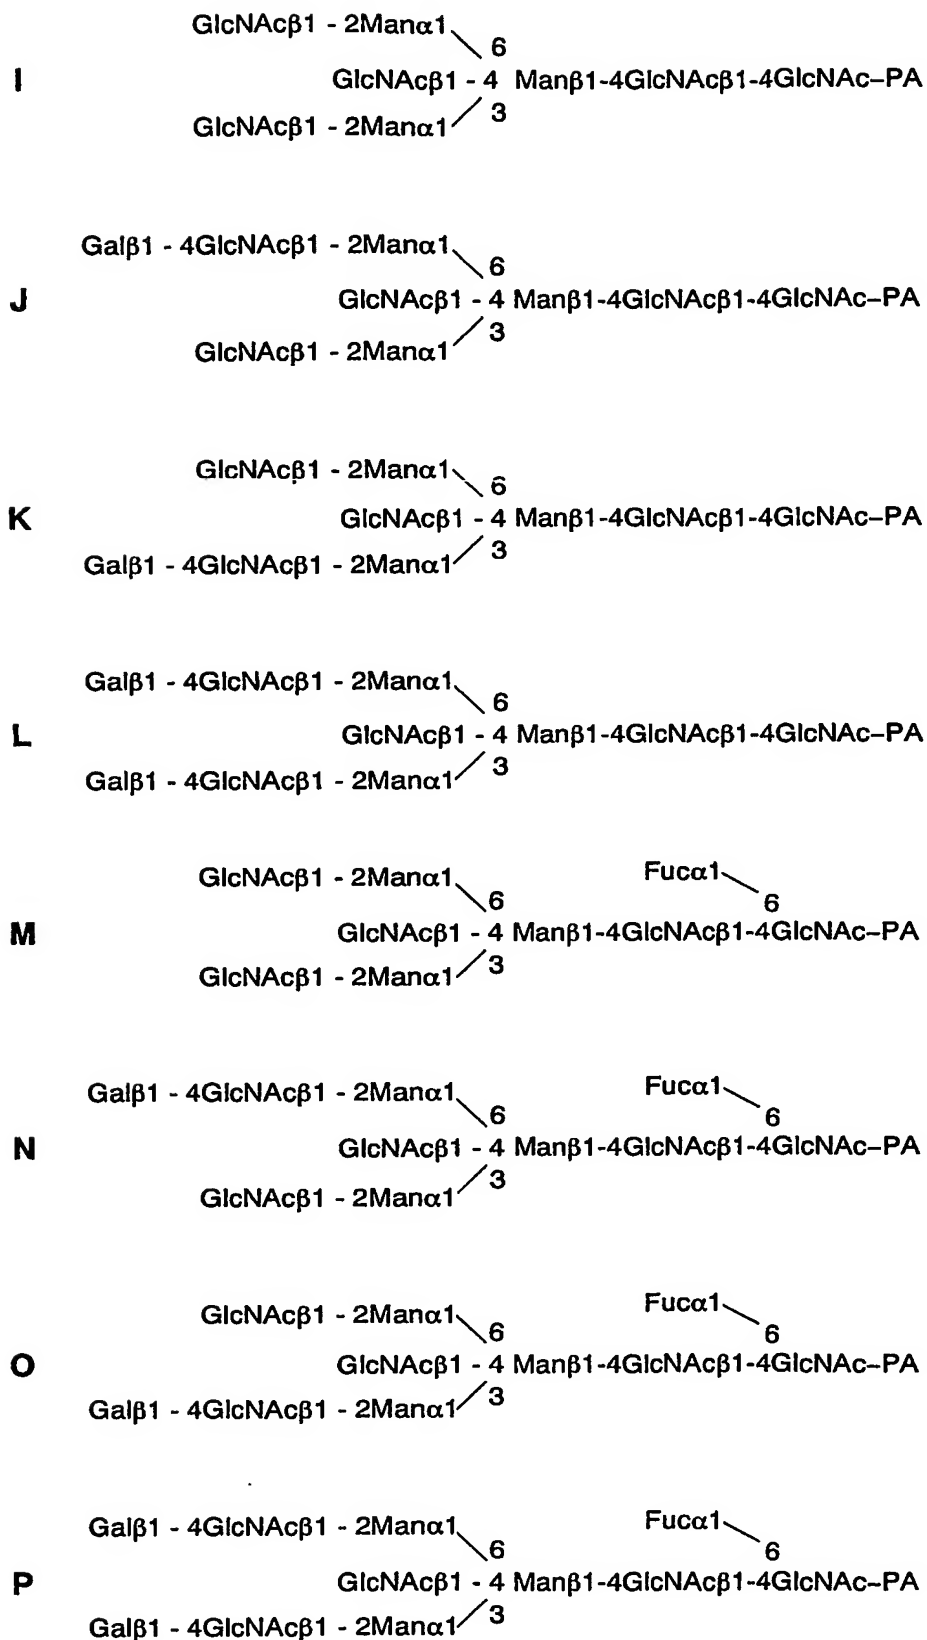 GlcNAcβ1 - 2Manα1
6
I GlcNAcβ1 - 4 Manβ1-4GlcNAcβ1-4GlcNAc–PA
3
GlcNAcβ1 - 2Manα1
Galβ1 - 4GlcNAcβ1 - 2Manα1
6
J GlcNAcβ1 - 4 Manβ1-4GlcNAcβ1-4GlcNAc–PA
3
GlcNAcβ1 - 2Manα1
GlcNAcβ1 - 2Manα1
6
K GlcNAcβ1 - 4 Manβ1-4GlcNAcβ1-4GlcNAc–PA
3
Galβ1 - 4GlcNAcβ1 - 2Manα1
Galβ1 - 4GlcNAcβ1 - 2Manα1
6
L GlcNAcβ1 - 4 Manβ1-4GlcNAcβ1-4GlcNAc–PA
3
Galβ1 - 4GlcNAcβ1 - 2Manα1
GlcNAcβ1 - 2Manα1 Fucα1
6 6
M GlcNAcβ1 - 4 Manβ1-4GlcNAcβ1-4GlcNAc–PA
3
GlcNAcβ1 - 2Manα1
Galβ1 - 4GlcNAcβ1 - 2Manα1 Fucα1
6 6
N GlcNAcβ1 - 4 Manβ1-4GlcNAcβ1-4GlcNAc–PA
3
GlcNAcβ1 - 2Manα1
GlcNAcβ1 - 2Manα1 Fucα1
6 6
O GlcNAcβ1 - 4 Manβ1-4GlcNAcβ1-4GlcNAc–PA
3
Galβ1 - 4GlcNAcβ1 - 2Manα1
Galβ1 - 4GlcNAcβ1 - 2Manα1 Fucα1
6 6
P GlcNAcβ1 - 4 Manβ1-4GlcNAcβ1-4GlcNAc–PA
3
Galβ1 - 4GlcNAcβ1 - 2Manα1